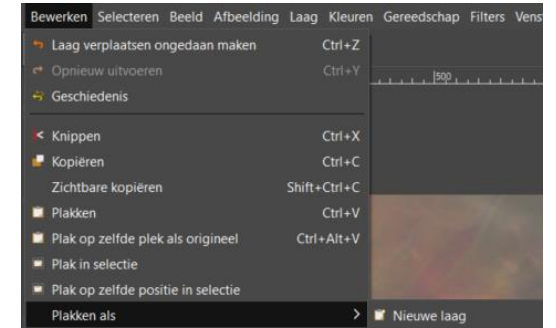 Bewerken Selecteren Beeld Afbeelding Laag Kleuren Gereedschap Filters Venst
Laag verplaatsen ongedaan maken Ctrl+Z
Opnieuw uitvoeren Ctrl+Y
500
Geschiedenis
Knippen Ctrl+X
Kopiëren Ctrl+C
Zichtbare kopiëren Shift+Ctrl+C
Plakken Ctrl+V
Plak op zelfde plek als origineel Ctrl+Alt+V
Plak in selectie
Plak op zelfde positie in selectie
Plakken als > Nieuwe laag